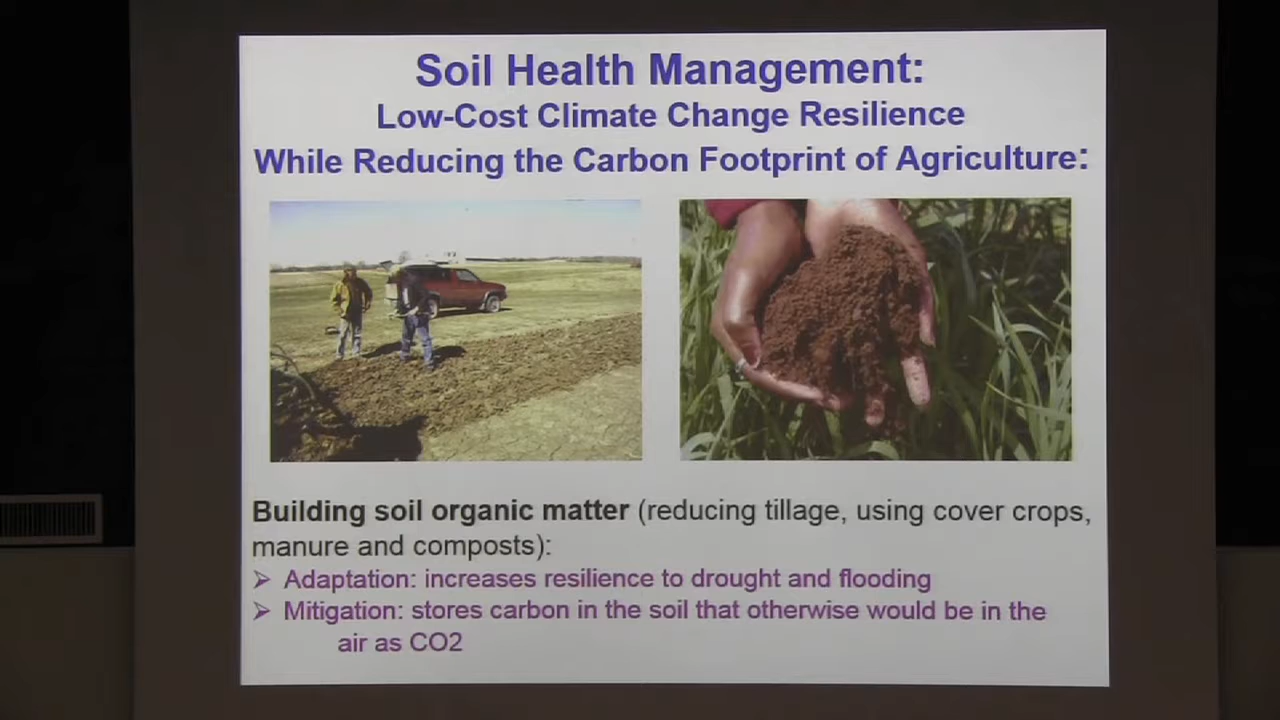 Soil Health Management:
Low-Cost Climate Change Resilience
While Reducing the Carbon Footprint of Agriculture:
Building soil organic matter (reducing tillage, using cover crops,
manure and composts):
➢ Adaptation: increases resilience to drought and flooding
➢ Mitigation: stores carbon in the soil that otherwise would be in the
air as CO2